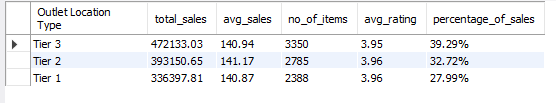 Outlet Location Type total_sales avg_sales no_of_items avg_rating percentage_of_sales
Tier 3 472133.03 140.94 3350 3.95 39.29%
Tier 2 393150.65 141.17 2785 3.96 32.72%
Tier 1 336397.81 140.87 2388 3.96 27.99%